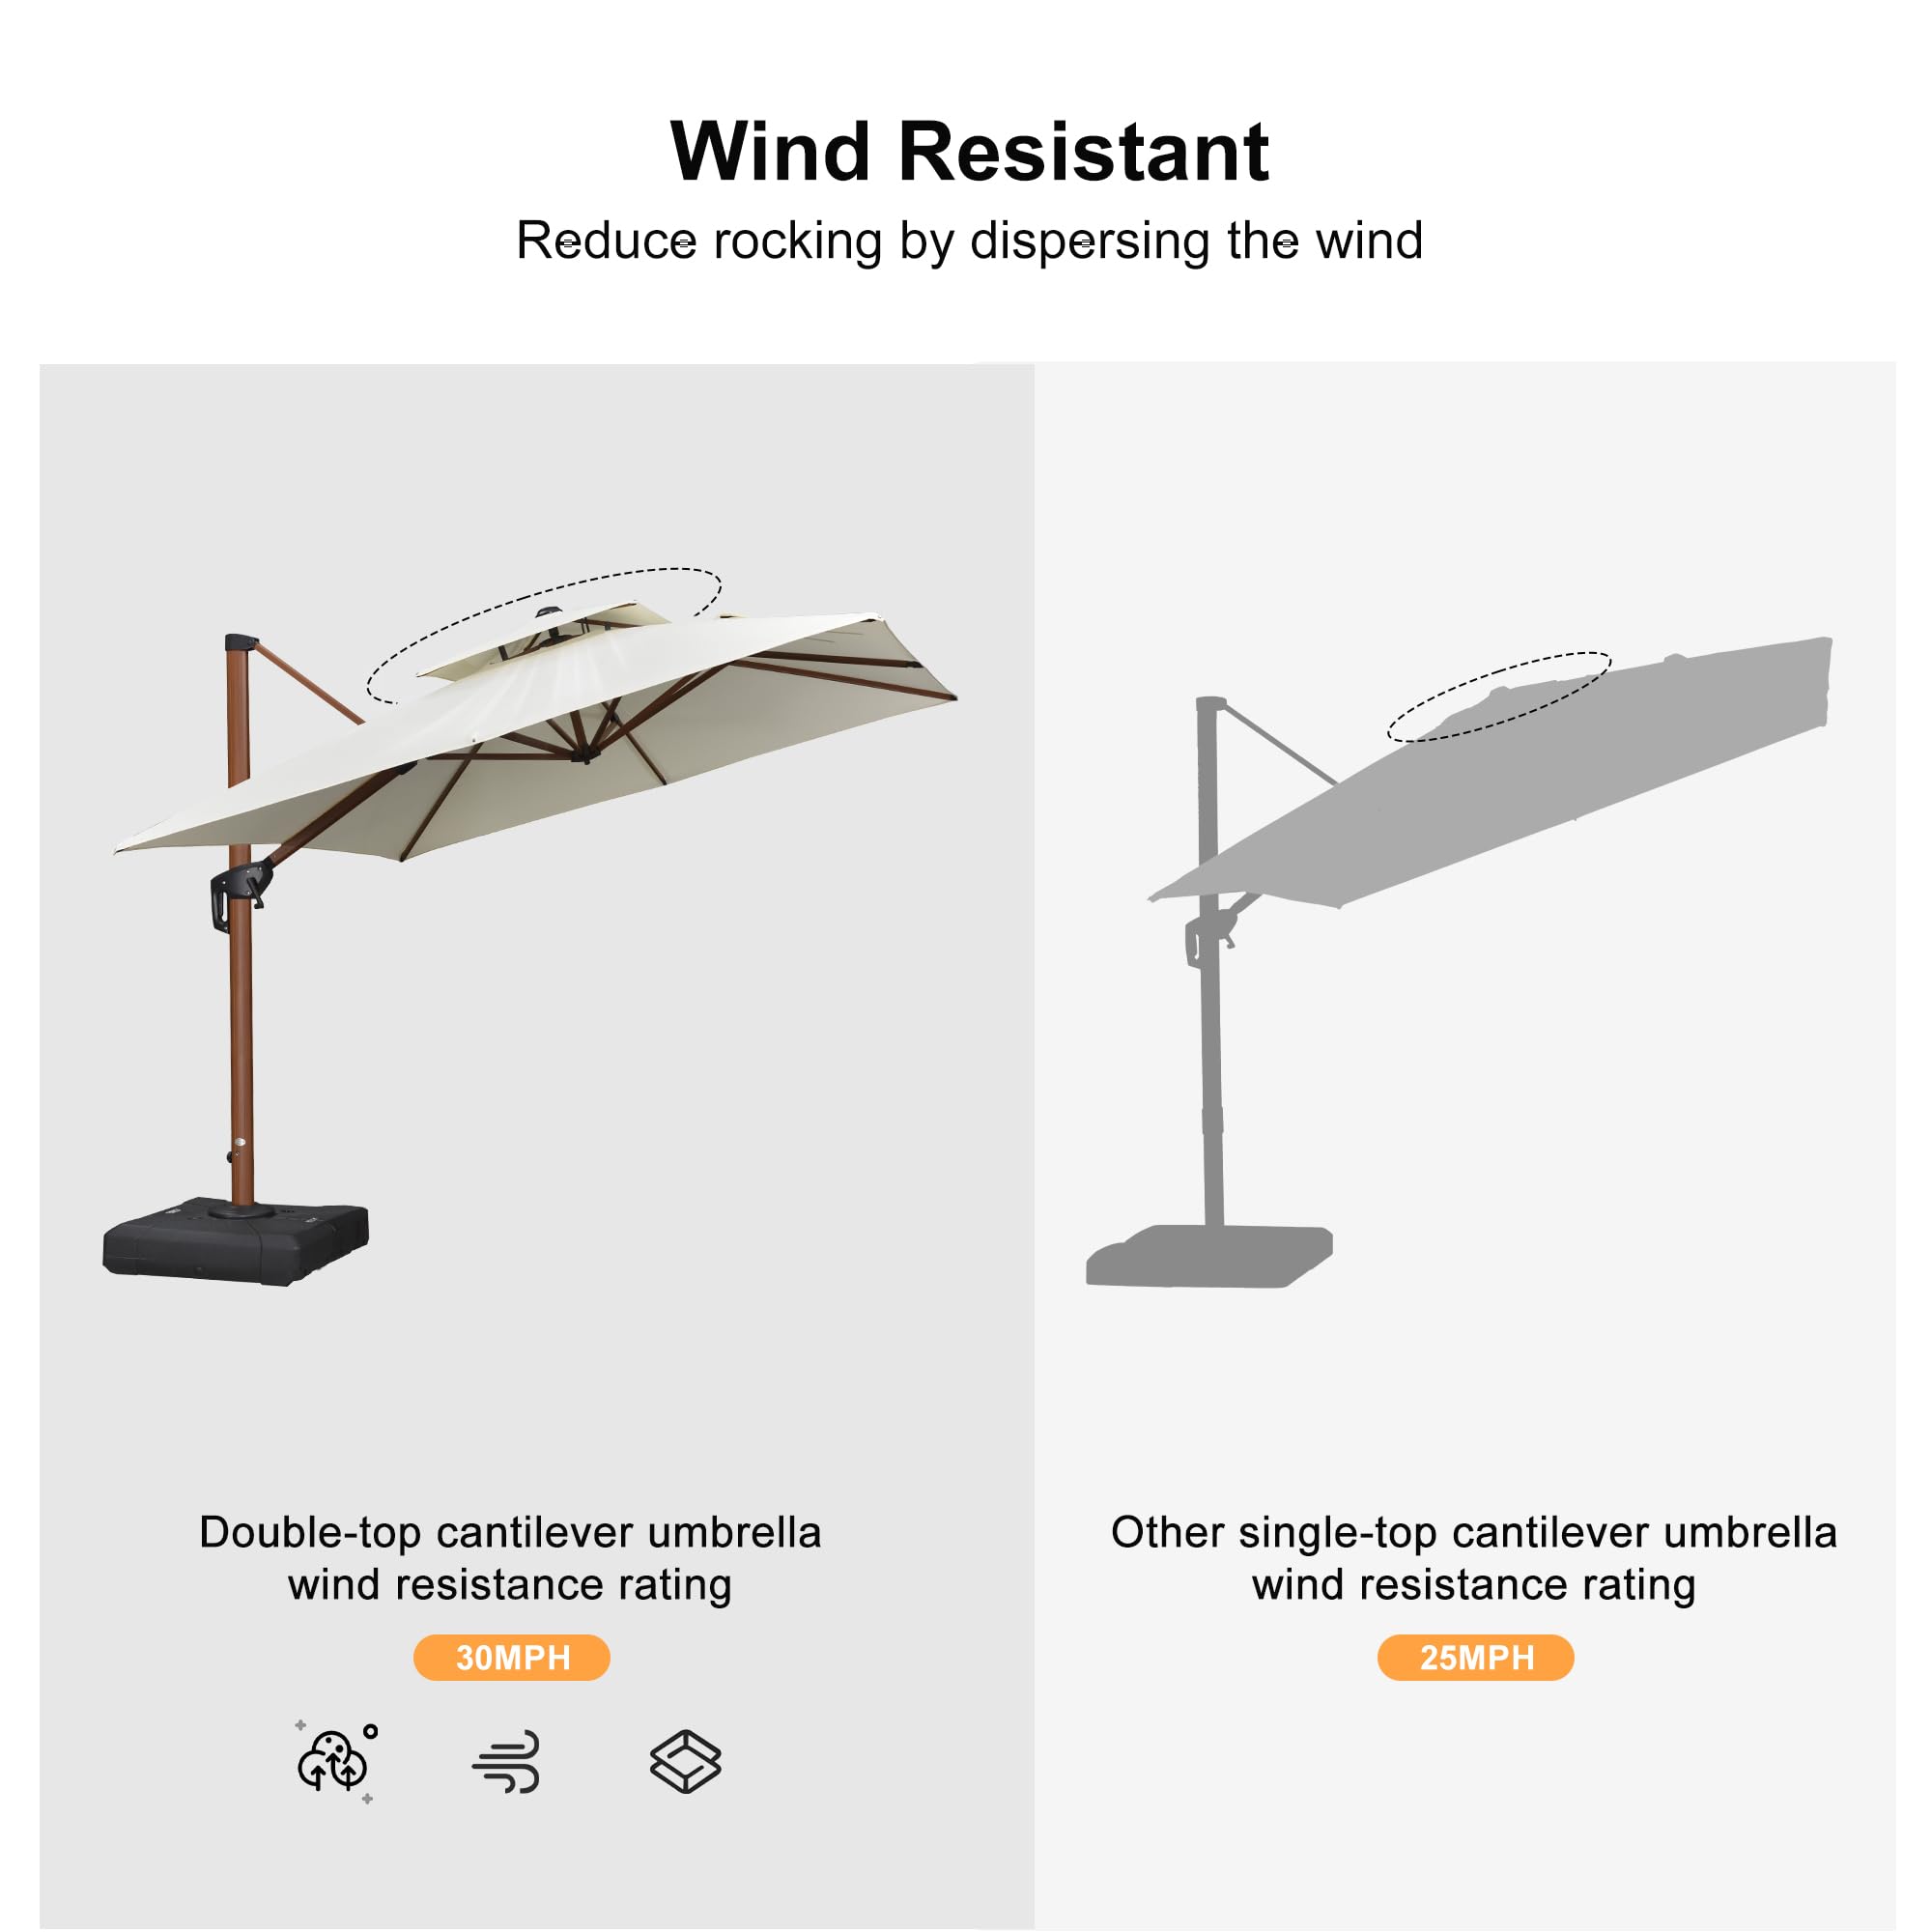 Wind Resistant
Reduce rocking by dispersing the wind
Double-top cantilever umbrella
wind resistance rating
30MPH
Other single-top cantilever umbrella
wind resistance rating
25MPH